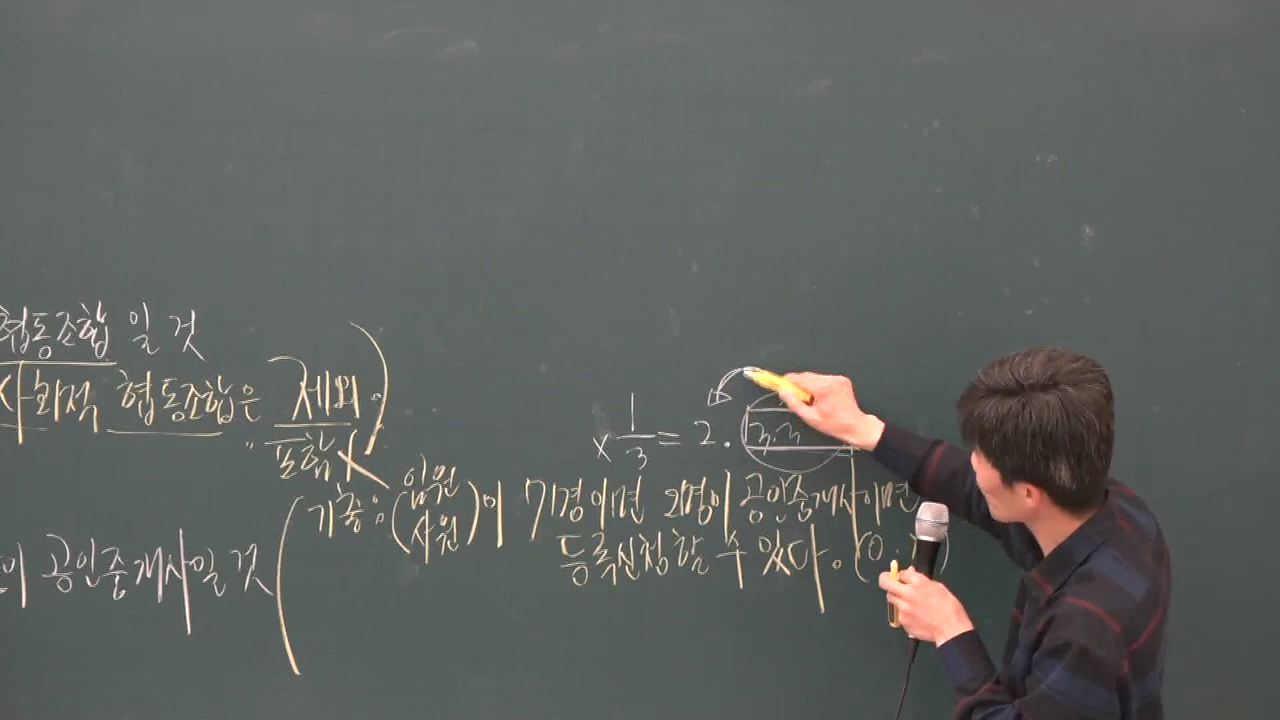 협동조합 일 것
사회적 협동조합은 제외.
포함 X
× 1/3 = 2.3.3
기출: (임원 사원)이 7명이면 2명이 공인중개사이면
등록신청할 수 있다. (O.
공인중개사일 것